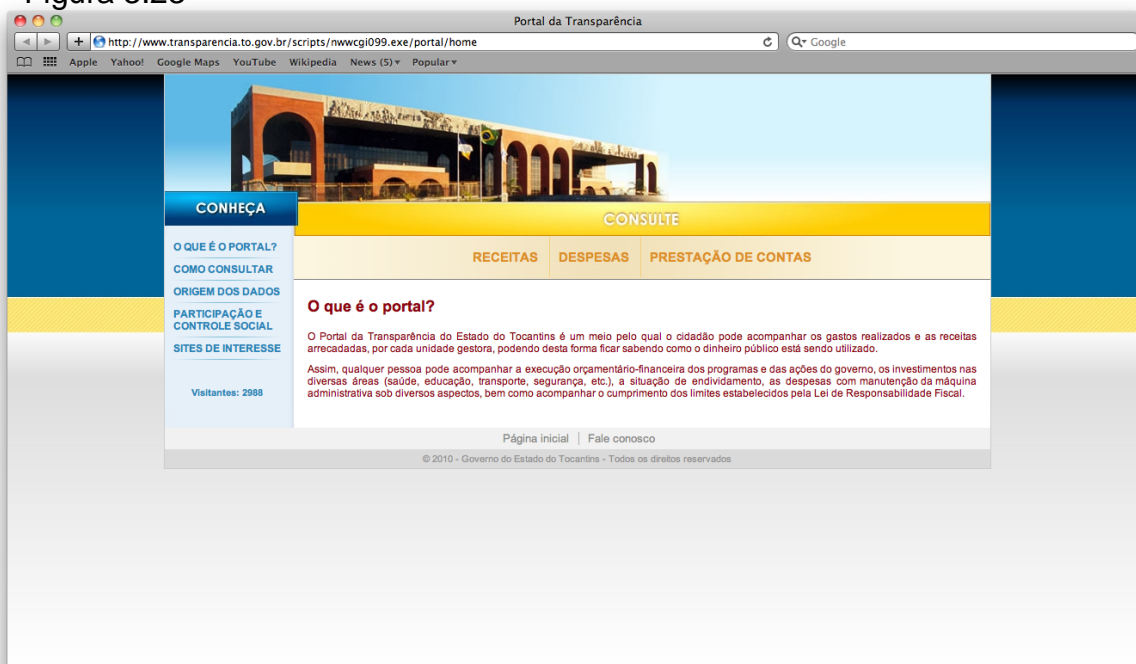 Portal da Transparência
http://www.transparencia.to.gov.br/scripts/nwwcgi099.exe/portal/home
Google
Apple Yahoo! Google Maps YouTube Wikipedia News (5) Popular
CONHEÇA
CONSULTE
O QUE É O PORTAL?
COMO CONSULTAR
ORIGEM DOS DADOS
PARTICIPAÇÃO E
CONTROLE SOCIAL
SITES DE INTERESSE
Visitantes: 2988
RECEITAS DESPESAS PRESTAÇÃO DE CONTAS
O que é o portal?
O Portal da Transparência do Estado do Tocantins é um meio pelo qual o cidadão pode acompanhar os gastos realizados e as receitas
arrecadadas, por cada unidade gestora, podendo desta forma ficar sabendo como o dinheiro público está sendo utilizado.
Assim, qualquer pessoa pode acompanhar a execução orçamentário-financeira dos programas e das ações do governo, os investimentos nas
diversas áreas (saúde, educação, transporte, segurança, etc.), a situação de endividamento, as despesas com manutenção da máquina
administrativa sob diversos aspectos, bem como acompanhar o cumprimento dos limites estabelecidos pela Lei de Responsabilidade Fiscal.
Página inicial Fale conosco
© 2010 - Governo do Estado do Tocantins - Todos os direitos reservados